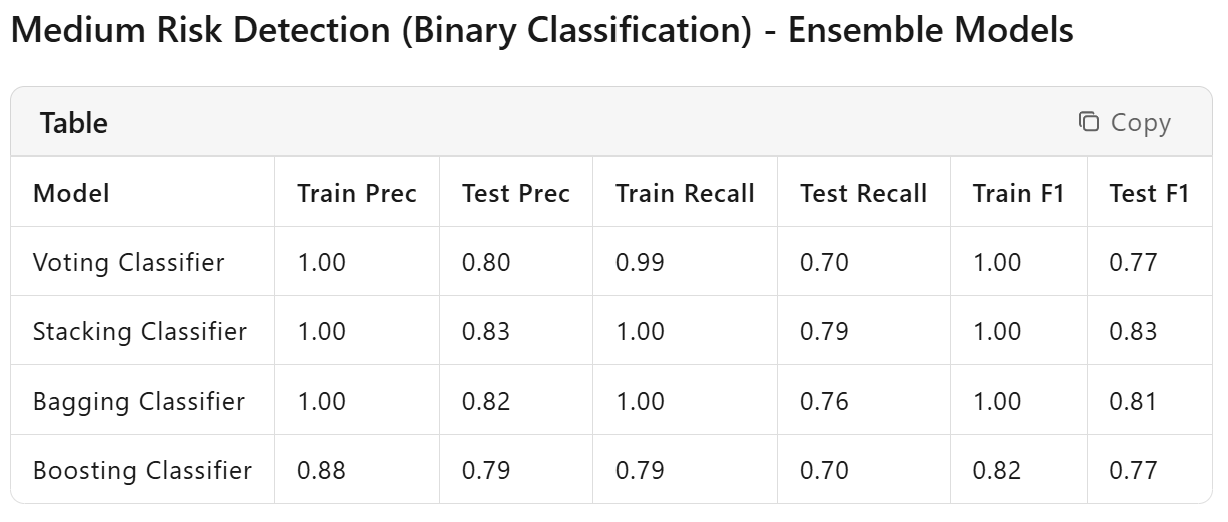 Medium Risk Detection (Binary Classification) - Ensemble Models
Table Copy
Model Train Prec Test Prec Train Recall Test Recall Train F1 Test F1
Voting Classifier 1.00 0.80 0.99 0.70 1.00 0.77
Stacking Classifier 1.00 0.83 1.00 0.79 1.00 0.83
Bagging Classifier 1.00 0.82 1.00 0.76 1.00 0.81
Boosting Classifier 0.88 0.79 0.79 0.70 0.82 0.77